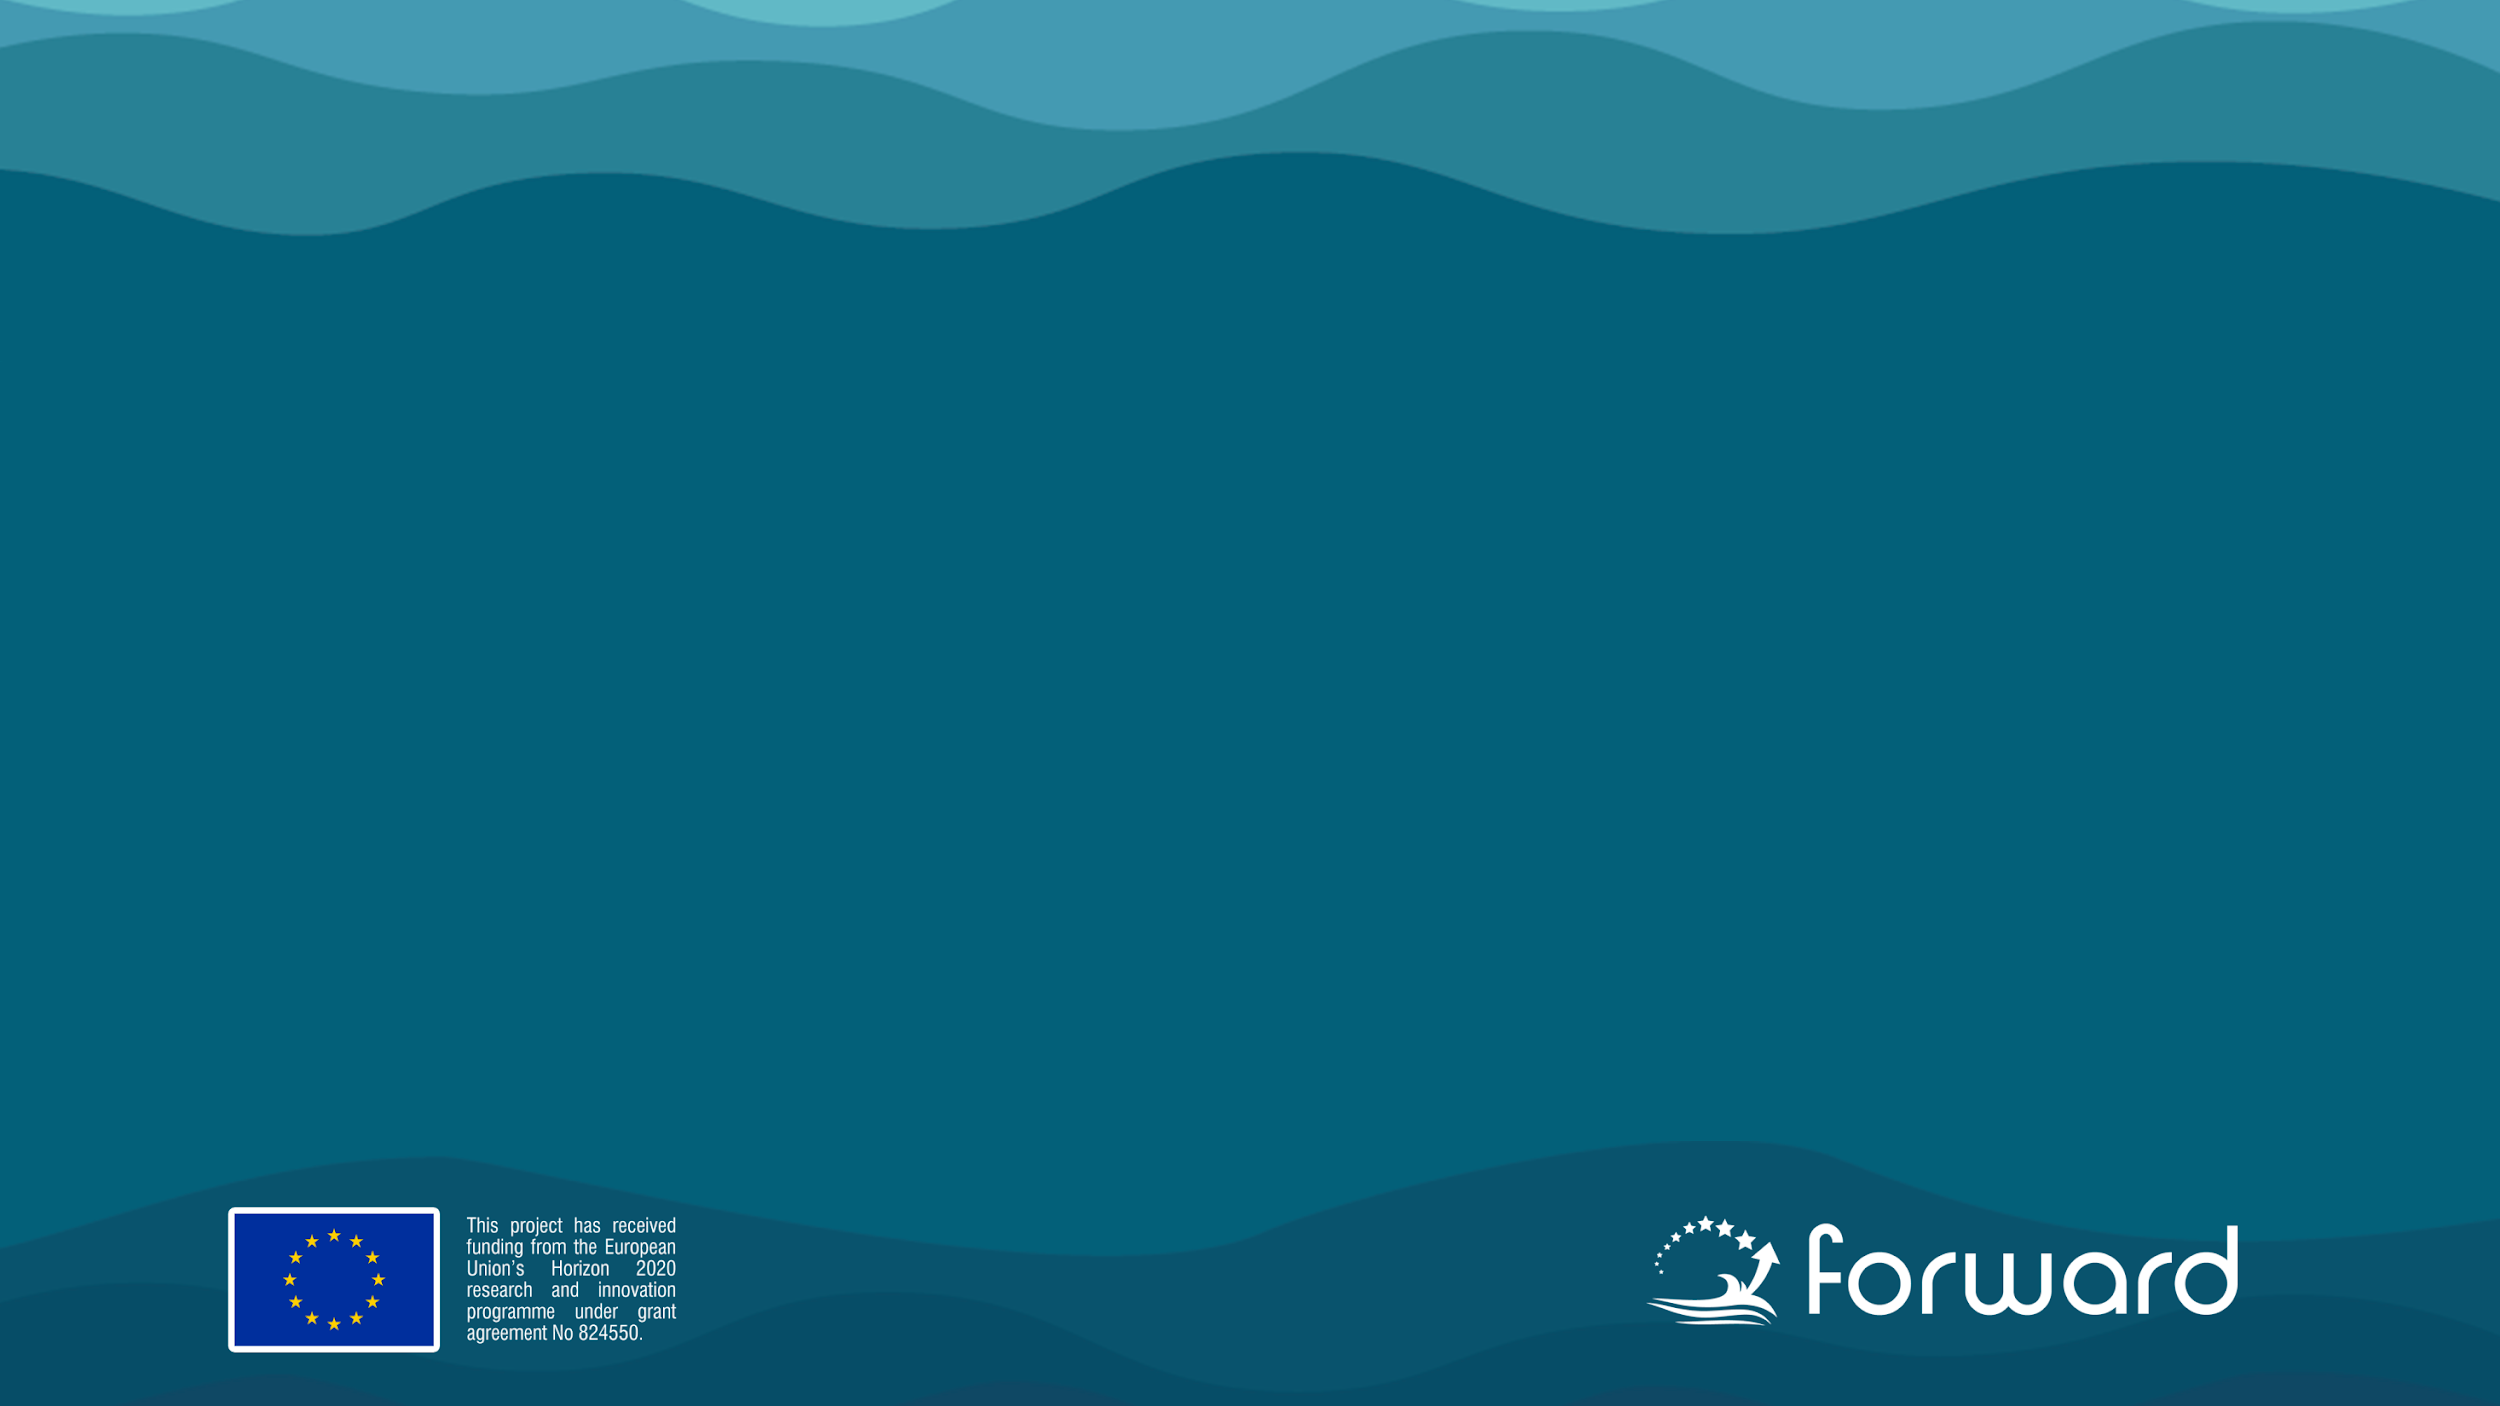 This project has received
funding from the European
Union's Horizon 2020
research and innovation
programme under grant
agreement No 824550.
forward